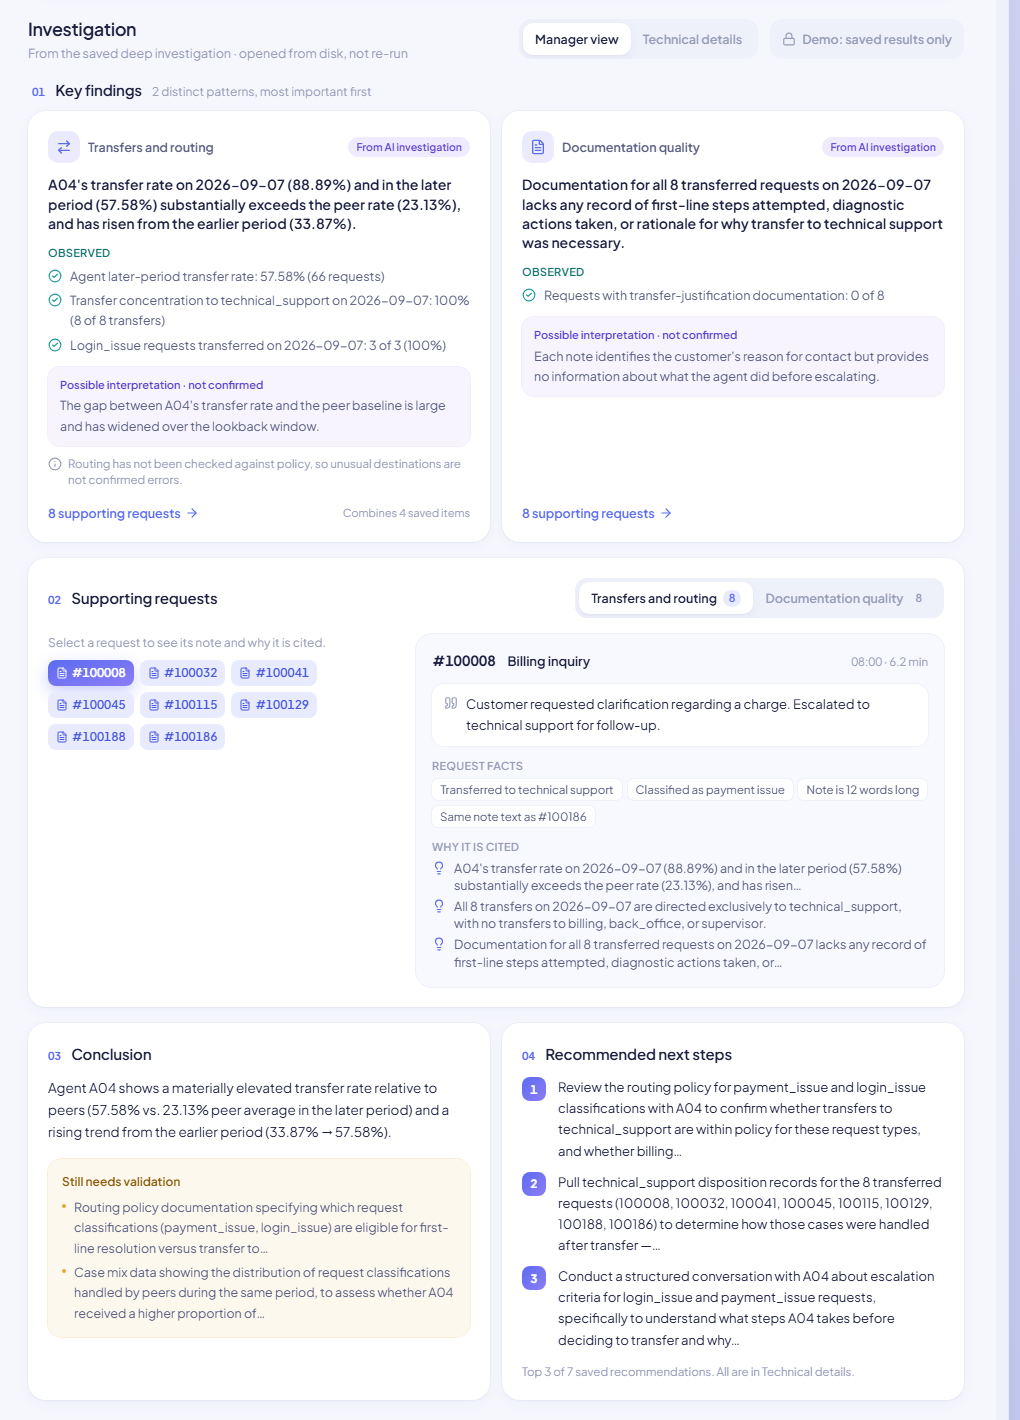 Investigation
From the saved deep investigation · opened from disk, not re-run
Manager view
Technical details
Demo: saved results only
01 Key findings 2 distinct patterns, most important first
Transfers and routing
From AI investigation
A04's transfer rate on 2026-09-07 (88.89%) and in the later
period (57.58%) substantially exceeds the peer rate (23.13%),
and has risen from the earlier period (33.87%).
OBSERVED
Agent later-period transfer rate: 57.58% (66 requests)
Transfer concentration to technical_support on 2026-09-07: 100%
(8 of 8 transfers)
Login_issue requests transferred on 2026-09-07: 3 of 3 (100%)
Possible interpretation · not confirmed
The gap between A04's transfer rate and the peer baseline is large
and has widened over the lookback window.
Routing has not been checked against policy, so unusual destinations are
not confirmed errors.
8 supporting requests →
Combines 4 saved items
Documentation quality
From AI investigation
Documentation for all 8 transferred requests on 2026-09-07
lacks any record of first-line steps attempted, diagnostic
actions taken, or rationale for why transfer to technical support
was necessary.
OBSERVED
Requests with transfer-justification documentation: 0 of 8
Possible interpretation · not confirmed
Each note identifies the customer's reason for contact but provides
no information about what the agent did before escalating.
8 supporting requests →
02 Supporting requests
Transfers and routing 8
Documentation quality 8
Select a request to see its note and why it is cited.
#100008 #100032 #100041
#100045 #100115 #100129
#100188 #100186
#100008 Billing inquiry
08:00 · 6.2 min
Customer requested clarification regarding a charge. Escalated to
technical support for follow-up.
REQUEST FACTS
Transferred to technical support Classified as payment issue Note is 12 words long
Same note text as #100186
WHY IT IS CITED
A04's transfer rate on 2026-09-07 (88.89%) and in the later period (57.58%)
substantially exceeds the peer rate (23.13%), and has risen…
All 8 transfers on 2026-09-07 are directed exclusively to technical_support,
with no transfers to billing, back_office, or supervisor.
Documentation for all 8 transferred requests on 2026-09-07 lacks any record of
first-line steps attempted, diagnostic actions taken, or…
03 Conclusion
Agent A04 shows a materially elevated transfer rate relative to
peers (57.58% vs. 23.13% peer average in the later period) and a
rising trend from the earlier period (33.87% → 57.58%).
Still needs validation
• Routing policy documentation specifying which request
classifications (payment_issue, login_issue) are eligible for first-
line resolution versus transfer to…
• Case mix data showing the distribution of request classifications
handled by peers during the same period, to assess whether A04
received a higher proportion of…
04 Recommended next steps
1 Review the routing policy for payment_issue and login_issue
classifications with A04 to confirm whether transfers to
technical_support are within policy for these request types,
and whether billing…
2 Pull technical_support disposition records for the 8 transferred
requests (100008, 100032, 100041, 100045, 100115, 100129,
100188, 100186) to determine how those cases were handled
after transfer —…
3 Conduct a structured conversation with A04 about escalation
criteria for login_issue and payment_issue requests,
specifically to understand what steps A04 takes before
deciding to transfer and why…
Top 3 of 7 saved recommendations. All are in Technical details.